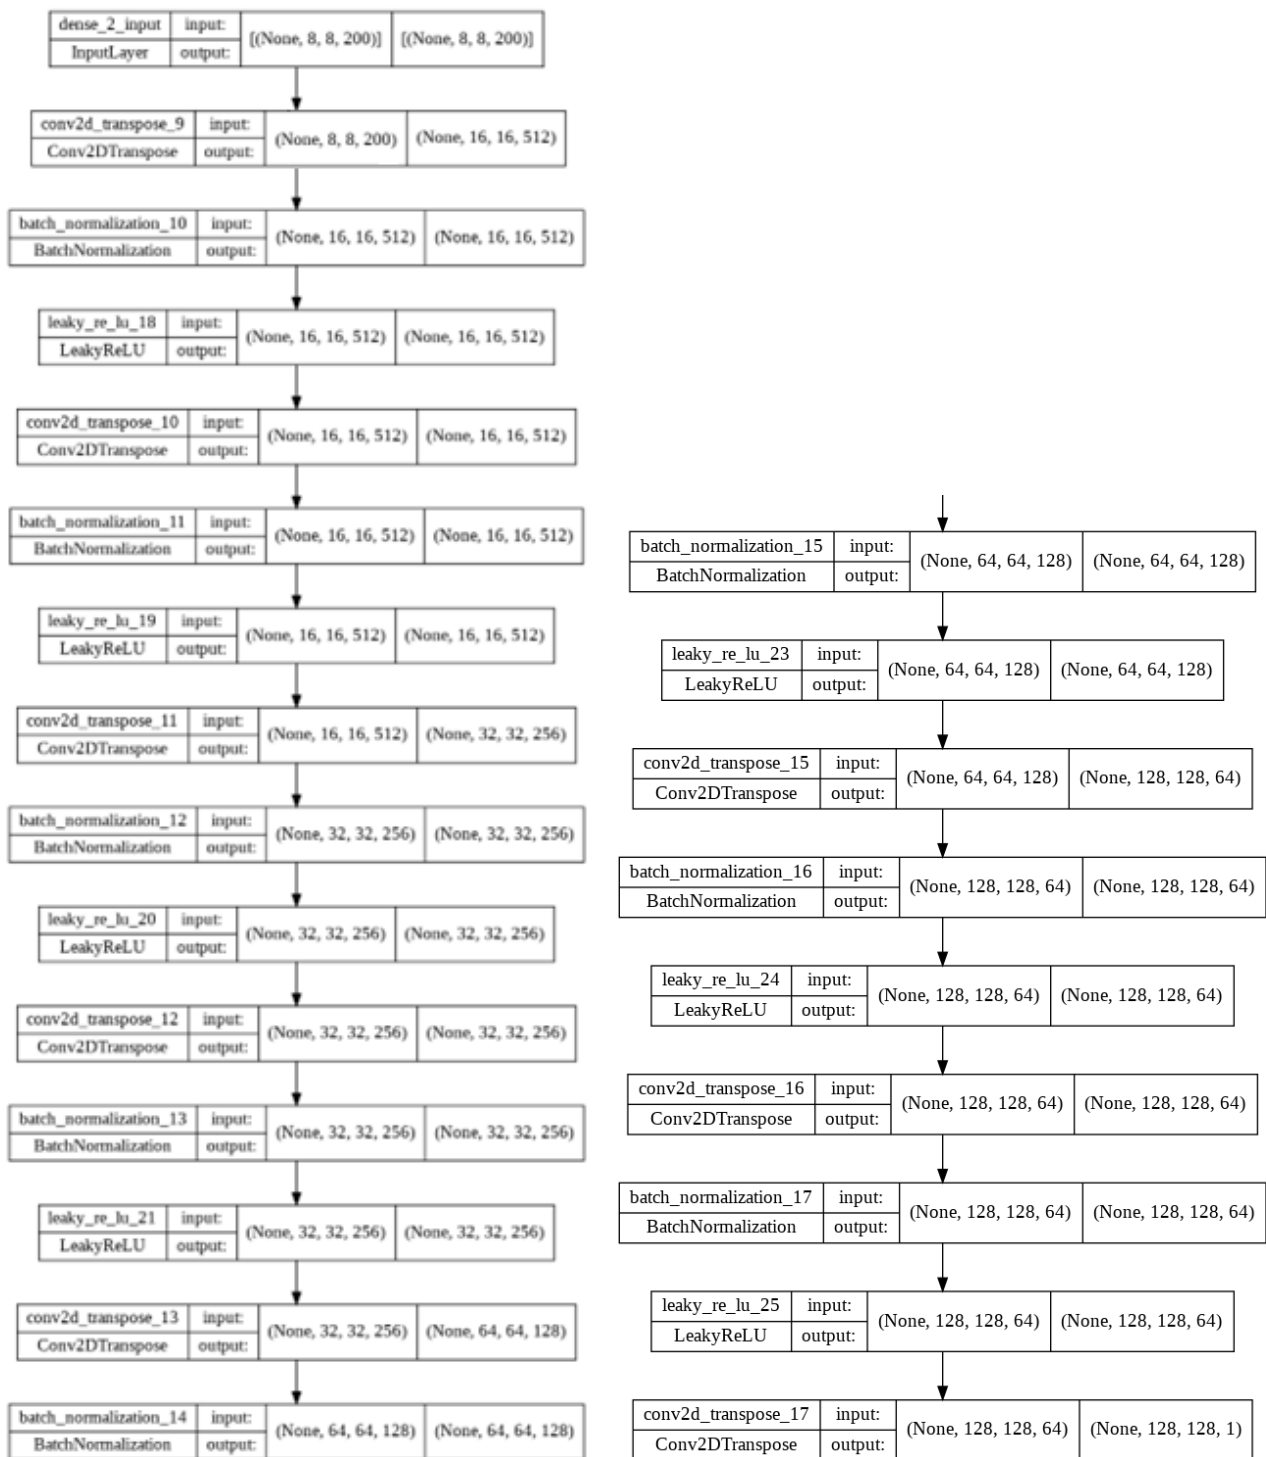 dense_2_input input: [(None, 8, 8, 200)] [(None, 8, 8, 200)]
InputLayer output:
conv2d_transpose_9 input: (None, 8, 8, 200) (None, 16, 16, 512)
Conv2DTranspose output:
batch_normalization_10 input: (None, 16, 16, 512) (None, 16, 16, 512)
BatchNormalization output:
leaky_re_lu_18 input: (None, 16, 16, 512) (None, 16, 16, 512)
LeakyReLU output:
conv2d_transpose_10 input: (None, 16, 16, 512) (None, 16, 16, 512)
Conv2DTranspose output:
batch_normalization_11 input: (None, 16, 16, 512) (None, 16, 16, 512)
BatchNormalization output:
leaky_re_lu_19 input: (None, 16, 16, 512) (None, 16, 16, 512)
LeakyReLU output:
conv2d_transpose_11 input: (None, 16, 16, 512) (None, 32, 32, 256)
Conv2DTranspose output:
batch_normalization_12 input: (None, 32, 32, 256) (None, 32, 32, 256)
BatchNormalization output:
leaky_re_lu_20 input: (None, 32, 32, 256) (None, 32, 32, 256)
LeakyReLU output:
conv2d_transpose_12 input: (None, 32, 32, 256) (None, 32, 32, 256)
Conv2DTranspose output:
batch_normalization_13 input: (None, 32, 32, 256) (None, 32, 32, 256)
BatchNormalization output:
leaky_re_lu_21 input: (None, 32, 32, 256) (None, 32, 32, 256)
LeakyReLU output:
conv2d_transpose_13 input: (None, 32, 32, 256) (None, 64, 64, 128)
Conv2DTranspose output:
batch_normalization_14 input: (None, 64, 64, 128) (None, 64, 64, 128)
BatchNormalization output:
batch_normalization_15 input: (None, 64, 64, 128) (None, 64, 64, 128)
BatchNormalization output:
leaky_re_lu_23 input: (None, 64, 64, 128) (None, 64, 64, 128)
LeakyReLU output:
conv2d_transpose_15 input: (None, 64, 64, 128) (None, 128, 128, 64)
Conv2DTranspose output:
batch_normalization_16 input: (None, 128, 128, 64) (None, 128, 128, 64)
BatchNormalization output:
leaky_re_lu_24 input: (None, 128, 128, 64) (None, 128, 128, 64)
LeakyReLU output:
conv2d_transpose_16 input: (None, 128, 128, 64) (None, 128, 128, 64)
Conv2DTranspose output:
batch_normalization_17 input: (None, 128, 128, 64) (None, 128, 128, 64)
BatchNormalization output:
leaky_re_lu_25 input: (None, 128, 128, 64) (None, 128, 128, 64)
LeakyReLU output:
conv2d_transpose_17 input: (None, 128, 128, 64) (None, 128, 128, 1)
Conv2DTranspose output: